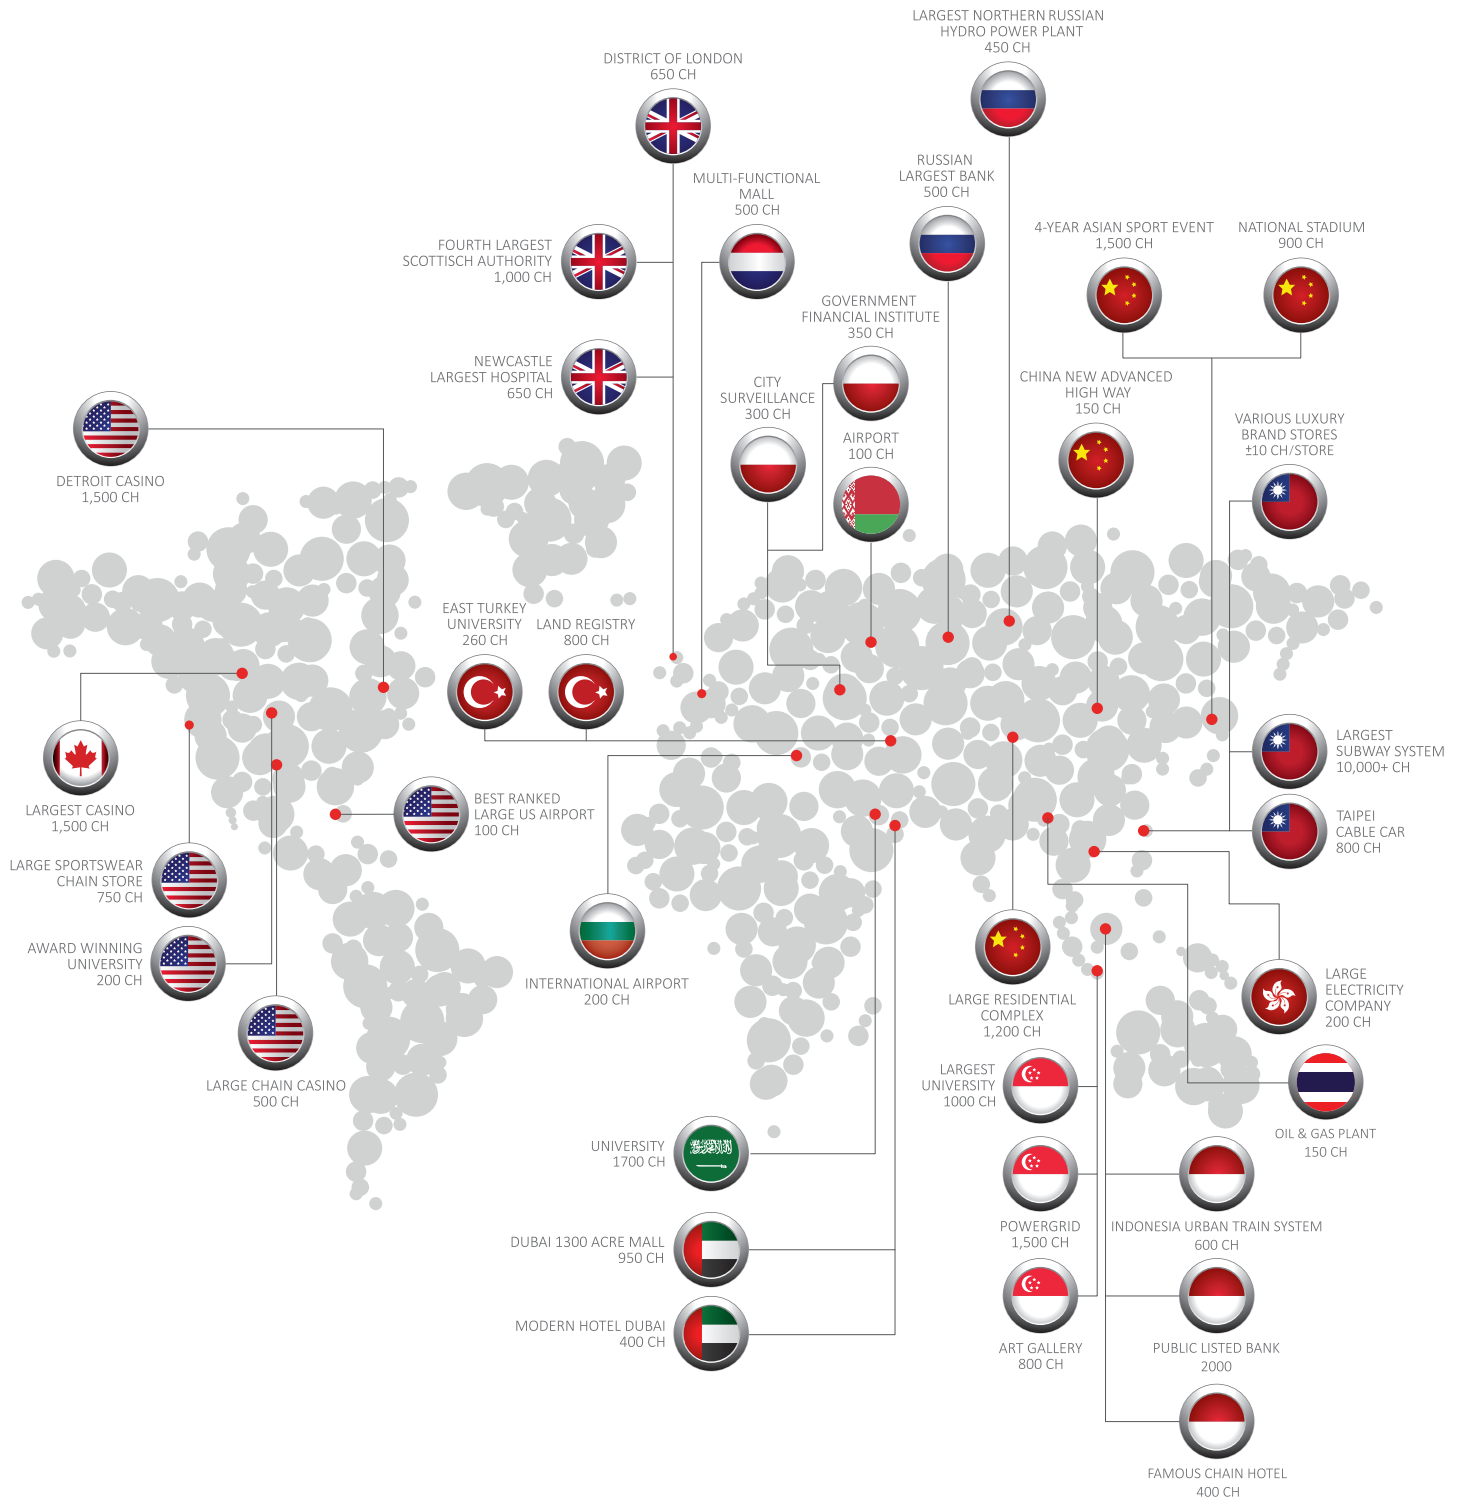 LARGEST NORTHERN RUSSIAN
HYDRO POWER PLANT
450 CH
DISTRICT OF LONDON
650 CH
RUSSIAN
LARGEST BANK
500 CH
MULTI-FUNCTIONAL
MALL
500 CH
4-YEAR ASIAN SPORT EVENT
1,500 CH
NATIONAL STADIUM
900 CH
FOURTH LARGEST
SCOTTISCH AUTHORITY
1,000 CH
GOVERNMENT
FINANCIAL INSTITUTE
350 CH
NEWCASTLE
LARGEST HOSPITAL
650 CH
CITY
SURVEILLANCE
300 CH
CHINA NEW ADVANCED
HIGH WAY
150 CH
VARIOUS LUXURY
BRAND STORES
±10 CH/STORE
AIRPORT
100 CH
DETROIT CASINO
1,500 CH
EAST TURKEY
UNIVERSITY
260 CH
LAND REGISTRY
800 CH
LARGEST
SUBWAY SYSTEM
10,000+ CH
LARGEST CASINO
1,500 CH
BEST RANKED
LARGE US AIRPORT
100 CH
TAIPEI
CABLE CAR
800 CH
LARGE SPORTSWEAR
CHAIN STORE
750 CH
AWARD WINNING
UNIVERSITY
200 CH
INTERNATIONAL AIRPORT
200 CH
LARGE RESIDENTIAL
COMPLEX
1,200 CH
LARGE
ELECTRICITY
COMPANY
200 CH
LARGE CHAIN CASINO
500 CH
LARGEST
UNIVERSITY
1000 CH
OIL & GAS PLANT
150 CH
UNIVERSITY
1700 CH
POWERGRID
1,500 CH
INDONESIA URBAN TRAIN SYSTEM
600 CH
DUBAI 1300 ACRE MALL
950 CH
MODERN HOTEL DUBAI
400 CH
ART GALLERY
800 CH
PUBLIC LISTED BANK
2000
FAMOUS CHAIN HOTEL
400 CH